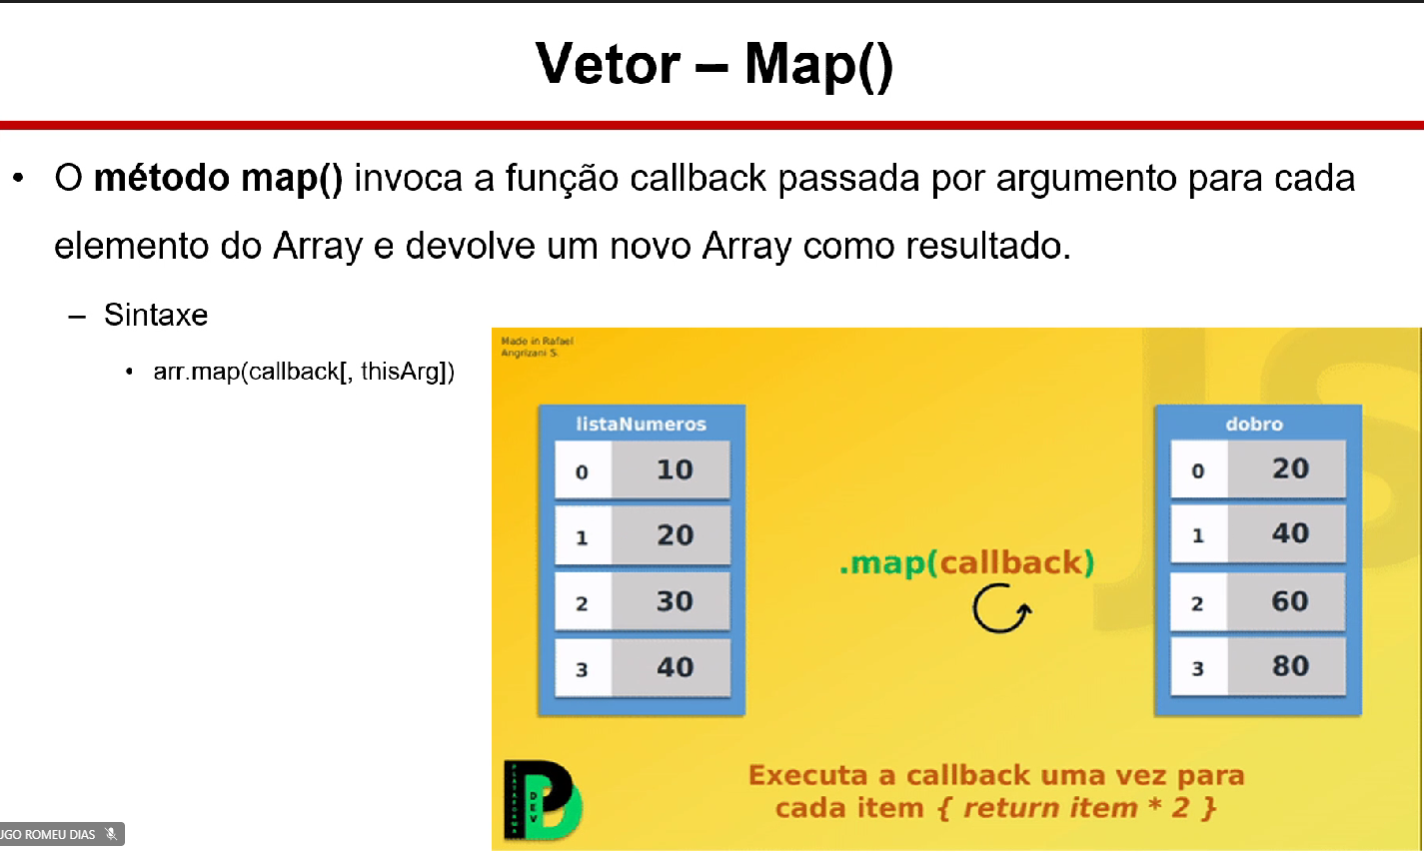 Vetor – Map()
• O método map() invoca a função callback passada por argumento para cada
elemento do Array e devolve um novo Array como resultado.
– Sintaxe
• arr.map(callback[, thisArg])
Made in Rafael
Angrizani S.
listaNumeros
0 10
1 20
2 30
3 40
.map(callback)
dobro
0 20
1 40
2 60
3 80
Executa a callback uma vez para
cada item { return item * 2 }
PLATAFORMA
DEV
JS
UGO ROMEU DIAS